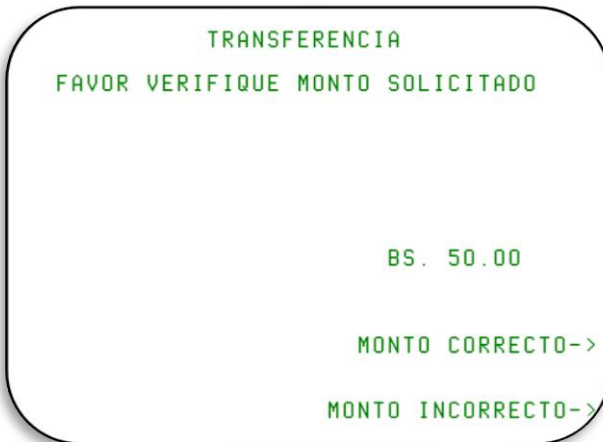 TRANSFERENCIA
FAVOR VERIFIQUE MONTO SOLICITADO
BS. 50.00
MONTO CORRECTO->
MONTO INCORRECTO->